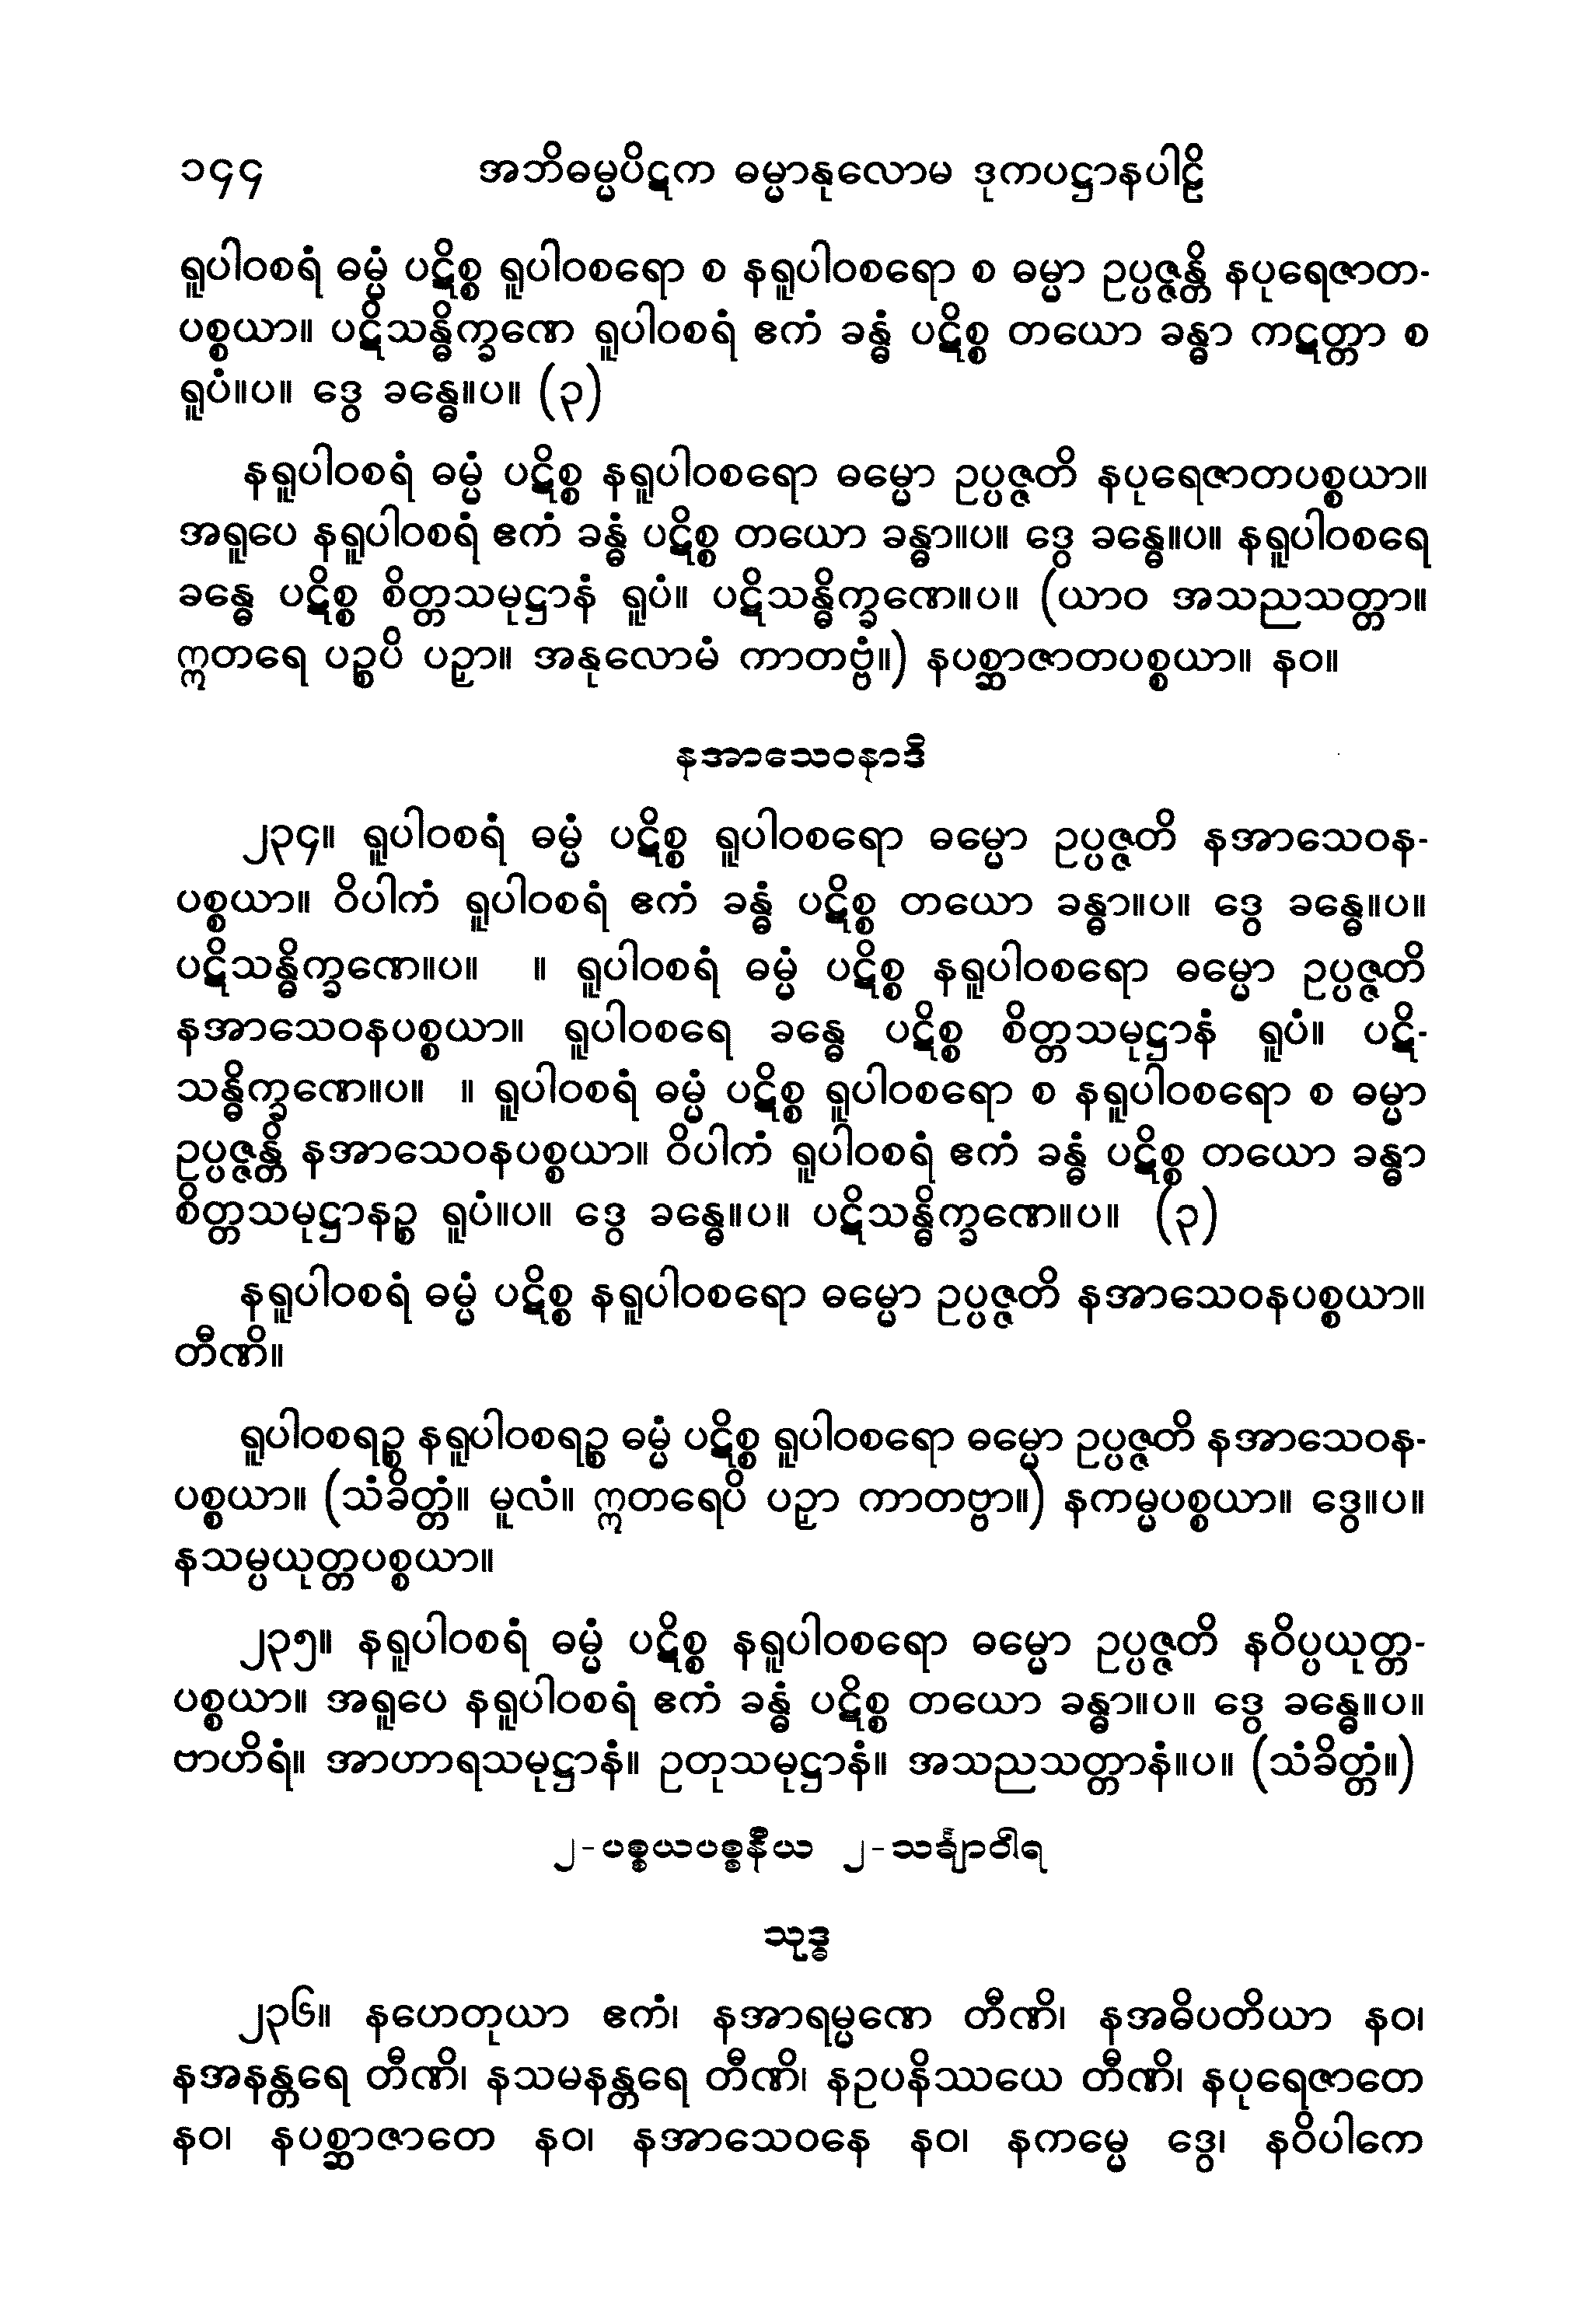 ၁၄၄ အဘိဓမ္မပိဋက ဓမ္မာနုလောမ ဒုကပဋ္ဌာနပါဠိ
ရူပါဝစရံ ဓမ္မံ ပဋိစ္စ ရူပါဝစရော စ နရူပါဝစရော စ ဓမ္မာ ဥပ္ပဇ္ဇန္တိ နပုရေဇာတ-
ပစ္စယာ။ ပဋိသန္ဓိက္ခဏေ ရူပါဝစရံ ဧကံ ခန္ဓံ ပဋိစ္စ တယော ခန္ဓာ ကဋတ္တာ စ
ရူပံ။ပ။ ဒွေ ခန္ဓေ။ပ။ (၃)
နရူပါဝစရံ ဓမ္မံ ပဋိစ္စ နရူပါဝစရော ဓမ္မော ဥပ္ပဇ္ဇတိ နပုရေဇာတပစ္စယာ။
အရူပေ နရူပါဝစရံ ဧကံ ခန္ဓံ ပဋိစ္စ တယော ခန္ဓာ။ပ။ ဒွေ ခန္ဓေ။ပ။ နရူပါဝစရေ
ခန္ဓေ ပဋိစ္စ စိတ္တသမုဋ္ဌာနံ ရူပံ။ ပဋိသန္ဓိက္ခဏေ။ပ။ (ယာဝ အသညသတ္တာ။
ဣတရေ ပဉ္စပိ ပဉှာ။ အနုလောမံ ကာတဗ္ဗံ။) နပစ္ဆာဇာတပစ္စယာ။ နဝ။
နအာသေဝနာဒိ
၂၃၄။ ရူပါဝစရံ ဓမ္မံ ပဋိစ္စ ရူပါဝစရော ဓမ္မော ဥပ္ပဇ္ဇတိ နအာသေဝန-
ပစ္စယာ။ ဝိပါကံ ရူပါဝစရံ ဧကံ ခန္ဓံ ပဋိစ္စ တယော ခန္ဓာ။ပ။ ဒွေ ခန္ဓေ။ပ။
ပဋိသန္ဓိက္ခဏေ။ပ။ ။ ရူပါဝစရံ ဓမ္မံ ပဋိစ္စ နရူပါဝစရော ဓမ္မော ဥပ္ပဇ္ဇတိ
နအာသေဝနပစ္စယာ။ ရူပါဝစရေ ခန္ဓေ ပဋိစ္စ စိတ္တသမုဋ္ဌာနံ ရူပံ။ ပဋိ-
သန္ဓိက္ခဏေ။ပ။ ။ ရူပါဝစရံ ဓမ္မံ ပဋိစ္စ ရူပါဝစရော စ နရူပါဝစရော စ ဓမ္မာ
ဥပ္ပဇ္ဇန္တိ နအာသေဝနပစ္စယာ။ ဝိပါကံ ရူပါဝစရံ ဧကံ ခန္ဓံ ပဋိစ္စ တယော ခန္ဓာ
စိတ္တသမုဋ္ဌာနဉ္စ ရူပံ။ပ။ ဒွေ ခန္ဓေ။ပ။ ပဋိသန္ဓိက္ခဏေ။ပ။ (၃)
နရူပါဝစရံ ဓမ္မံ ပဋိစ္စ နရူပါဝစရော ဓမ္မော ဥပ္ပဇ္ဇတိ နအာသေဝနပစ္စယာ။
တီဏိ။
ရူပါဝစရဉ္စ နရူပါဝစရဉ္စ ဓမ္မံ ပဋိစ္စ ရူပါဝစရော ဓမ္မော ဥပ္ပဇ္ဇတိ နအာသေဝန-
ပစ္စယာ။ (သံခိတ္တံ။ မူလံ။ ဣတရေပိ ပဉှာ ကာတဗ္ဗာ။) နကမ္မပစ္စယာ။ ဒွေ။ပ။
နသမ္ပယုတ္တပစ္စယာ။
၂၃၅။ နရူပါဝစရံ ဓမ္မံ ပဋိစ္စ နရူပါဝစရော ဓမ္မော ဥပ္ပဇ္ဇတိ နဝိပ္ပယုတ္တ-
ပစ္စယာ။ အရူပေ နရူပါဝစရံ ဧကံ ခန္ဓံ ပဋိစ္စ တယော ခန္ဓာ။ပ။ ဒွေ ခန္ဓေ။ပ။
ဗာဟိရံ။ အာဟာရသမုဋ္ဌာနံ။ ဥတုသမုဋ္ဌာနံ။ အသညသတ္တာနံ။ပ။ (သံခိတ္တံ။)
၂-ပစ္စယပစ္စနီယ ၂-သင်္ချာဝါရ
သုဒ္ဓ
၂၃၆။ နဟေတုယာ ဧကံ၊ နအာရမ္မဏေ တီဏိ၊ နအဓိပတိယာ နဝ၊
နအနန္တရေ တီဏိ၊ နသမနန္တရေ တီဏိ၊ နဥပနိဿယေ တီဏိ၊ နပုရေဇာတေ
နဝ၊ နပစ္ဆာဇာတေ နဝ၊ နအာသေဝနေ နဝ၊ နကမ္မေ ဒွေ၊ နဝိပါကေ